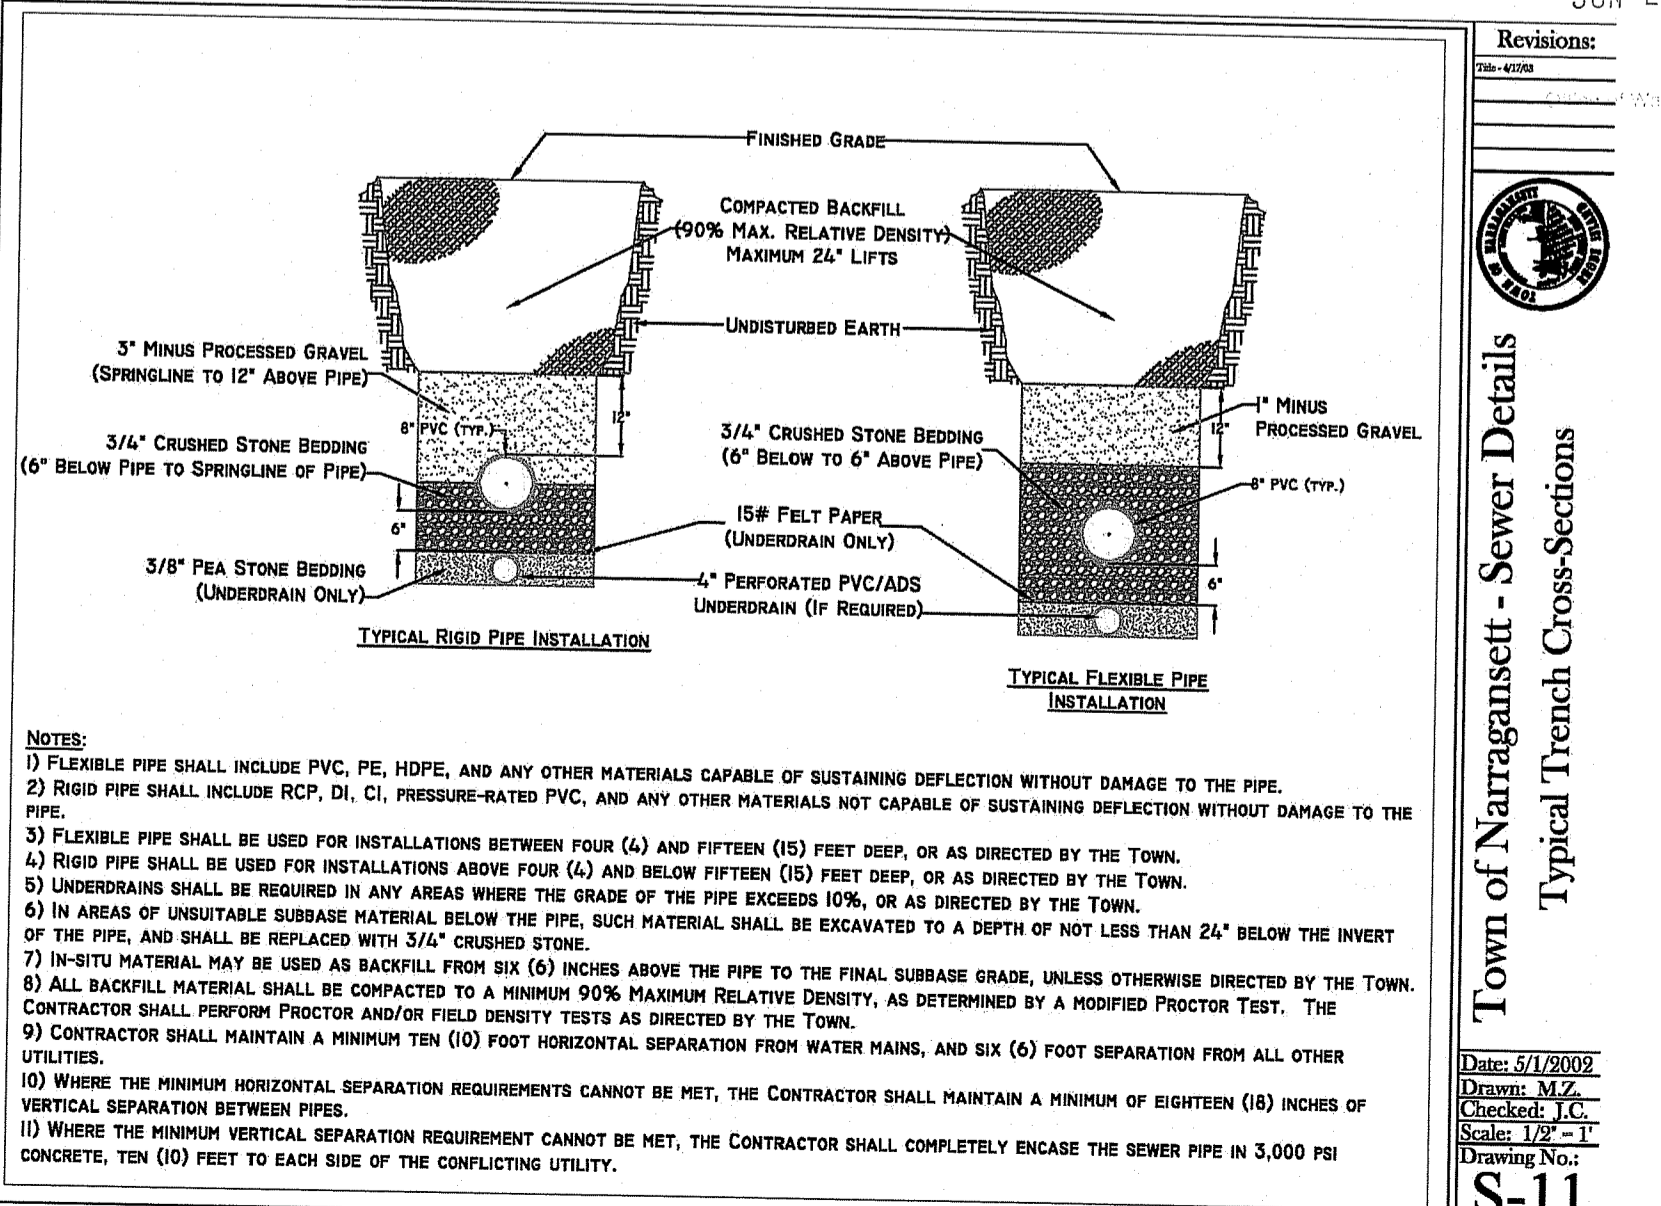 Revisions:
Title - 4/17/03
FINISHED GRADE
COMPACTED BACKFILL
(90% MAX. RELATIVE DENSITY)
MAXIMUM 24" LIFTS
UNDISTURBED EARTH
3" MINUS PROCESSED GRAVEL
(SPRINGLINE TO 12" ABOVE PIPE)
12"
8" PVC (TYP.)
3/4" CRUSHED STONE BEDDING
(6" BELOW PIPE TO SPRINGLINE OF PIPE)
6"
3/8" PEA STONE BEDDING
(UNDERDRAIN ONLY)
TYPICAL RIGID PIPE INSTALLATION
3/4" CRUSHED STONE BEDDING
(6" BELOW TO 6" ABOVE PIPE)
15# FELT PAPER
(UNDERDRAIN ONLY)
4" PERFORATED PVC/ADS
UNDERDRAIN (IF REQUIRED)
1" MINUS
PROCESSED GRAVEL
12"
8" PVC (TYP.)
6"
TYPICAL FLEXIBLE PIPE
INSTALLATION
NOTES:
1) FLEXIBLE PIPE SHALL INCLUDE PVC, PE, HDPE, AND ANY OTHER MATERIALS CAPABLE OF SUSTAINING DEFLECTION WITHOUT DAMAGE TO THE PIPE.
2) RIGID PIPE SHALL INCLUDE RCP, DI, CI, PRESSURE-RATED PVC, AND ANY OTHER MATERIALS NOT CAPABLE OF SUSTAINING DEFLECTION WITHOUT DAMAGE TO THE
PIPE.
3) FLEXIBLE PIPE SHALL BE USED FOR INSTALLATIONS BETWEEN FOUR (4) AND FIFTEEN (15) FEET DEEP, OR AS DIRECTED BY THE TOWN.
4) RIGID PIPE SHALL BE USED FOR INSTALLATIONS ABOVE FOUR (4) AND BELOW FIFTEEN (15) FEET DEEP, OR AS DIRECTED BY THE TOWN.
5) UNDERDRAINS SHALL BE REQUIRED IN ANY AREAS WHERE THE GRADE OF THE PIPE EXCEEDS 10%, OR AS DIRECTED BY THE TOWN.
6) IN AREAS OF UNSUITABLE SUBBASE MATERIAL BELOW THE PIPE, SUCH MATERIAL SHALL BE EXCAVATED TO A DEPTH OF NOT LESS THAN 24" BELOW THE INVERT
OF THE PIPE, AND SHALL BE REPLACED WITH 3/4" CRUSHED STONE.
7) IN-SITU MATERIAL MAY BE USED AS BACKFILL FROM SIX (6) INCHES ABOVE THE PIPE TO THE FINAL SUBBASE GRADE, UNLESS OTHERWISE DIRECTED BY THE TOWN.
8) ALL BACKFILL MATERIAL SHALL BE COMPACTED TO A MINIMUM 90% MAXIMUM RELATIVE DENSITY, AS DETERMINED BY A MODIFIED PROCTOR TEST. THE
CONTRACTOR SHALL PERFORM PROCTOR AND/OR FIELD DENSITY TESTS AS DIRECTED BY THE TOWN.
9) CONTRACTOR SHALL MAINTAIN A MINIMUM TEN (10) FOOT HORIZONTAL SEPARATION FROM WATER MAINS, AND SIX (6) FOOT SEPARATION FROM ALL OTHER
UTILITIES.
10) WHERE THE MINIMUM HORIZONTAL SEPARATION REQUIREMENTS CANNOT BE MET, THE CONTRACTOR SHALL MAINTAIN A MINIMUM OF EIGHTEEN (18) INCHES OF
VERTICAL SEPARATION BETWEEN PIPES.
11) WHERE THE MINIMUM VERTICAL SEPARATION REQUIREMENT CANNOT BE MET, THE CONTRACTOR SHALL COMPLETELY ENCASE THE SEWER PIPE IN 3,000 PSI
CONCRETE, TEN (10) FEET TO EACH SIDE OF THE CONFLICTING UTILITY.
TOWN OF NARRAGANSETT
Town of Narragansett - Sewer Details
Typical Trench Cross-Sections
Date: 5/1/2002
Drawn: M.Z.
Checked: J.C.
Scale: 1/2" = 1'
Drawing No.:
S-11